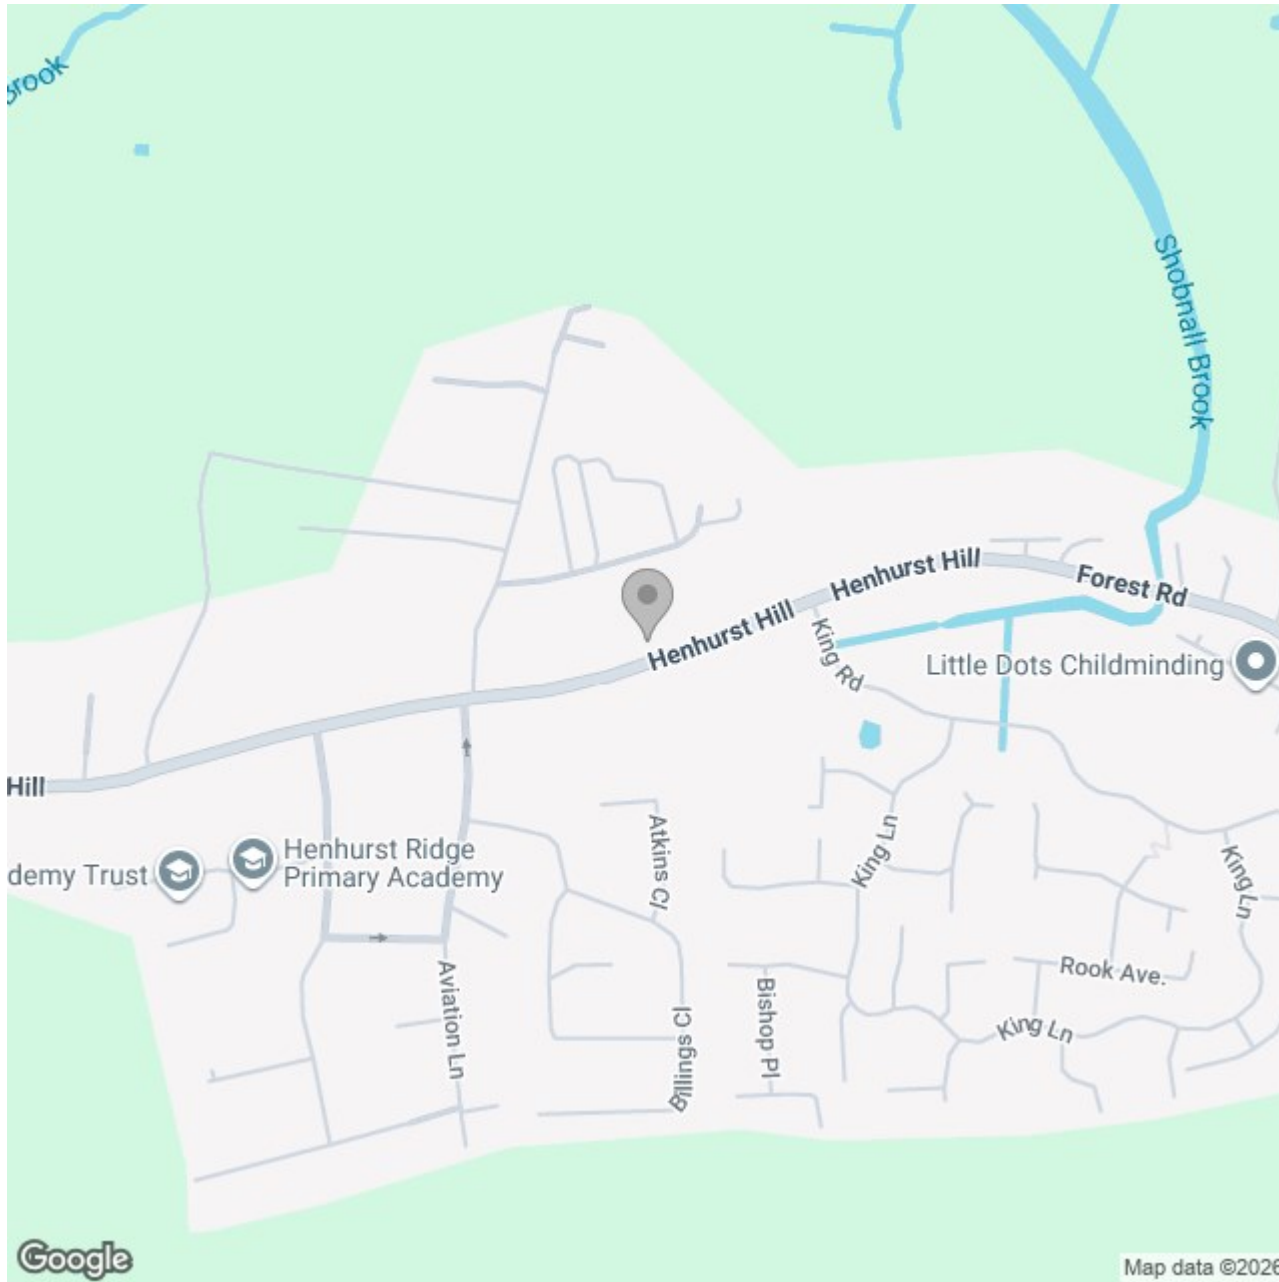 Brook
Shobnall Brook
Henhurst Hill
Forest Rd
Henhurst Hill
King Rd
Little Dots Childminding
Hill
Henhurst Ridge
Primary Academy
demy Trust
Atkins Cl
King Ln
King Ln
Aviation Ln
Billings Cl
Bishop Pl
Rook Ave.
King Ln
Google
Map data ©2026